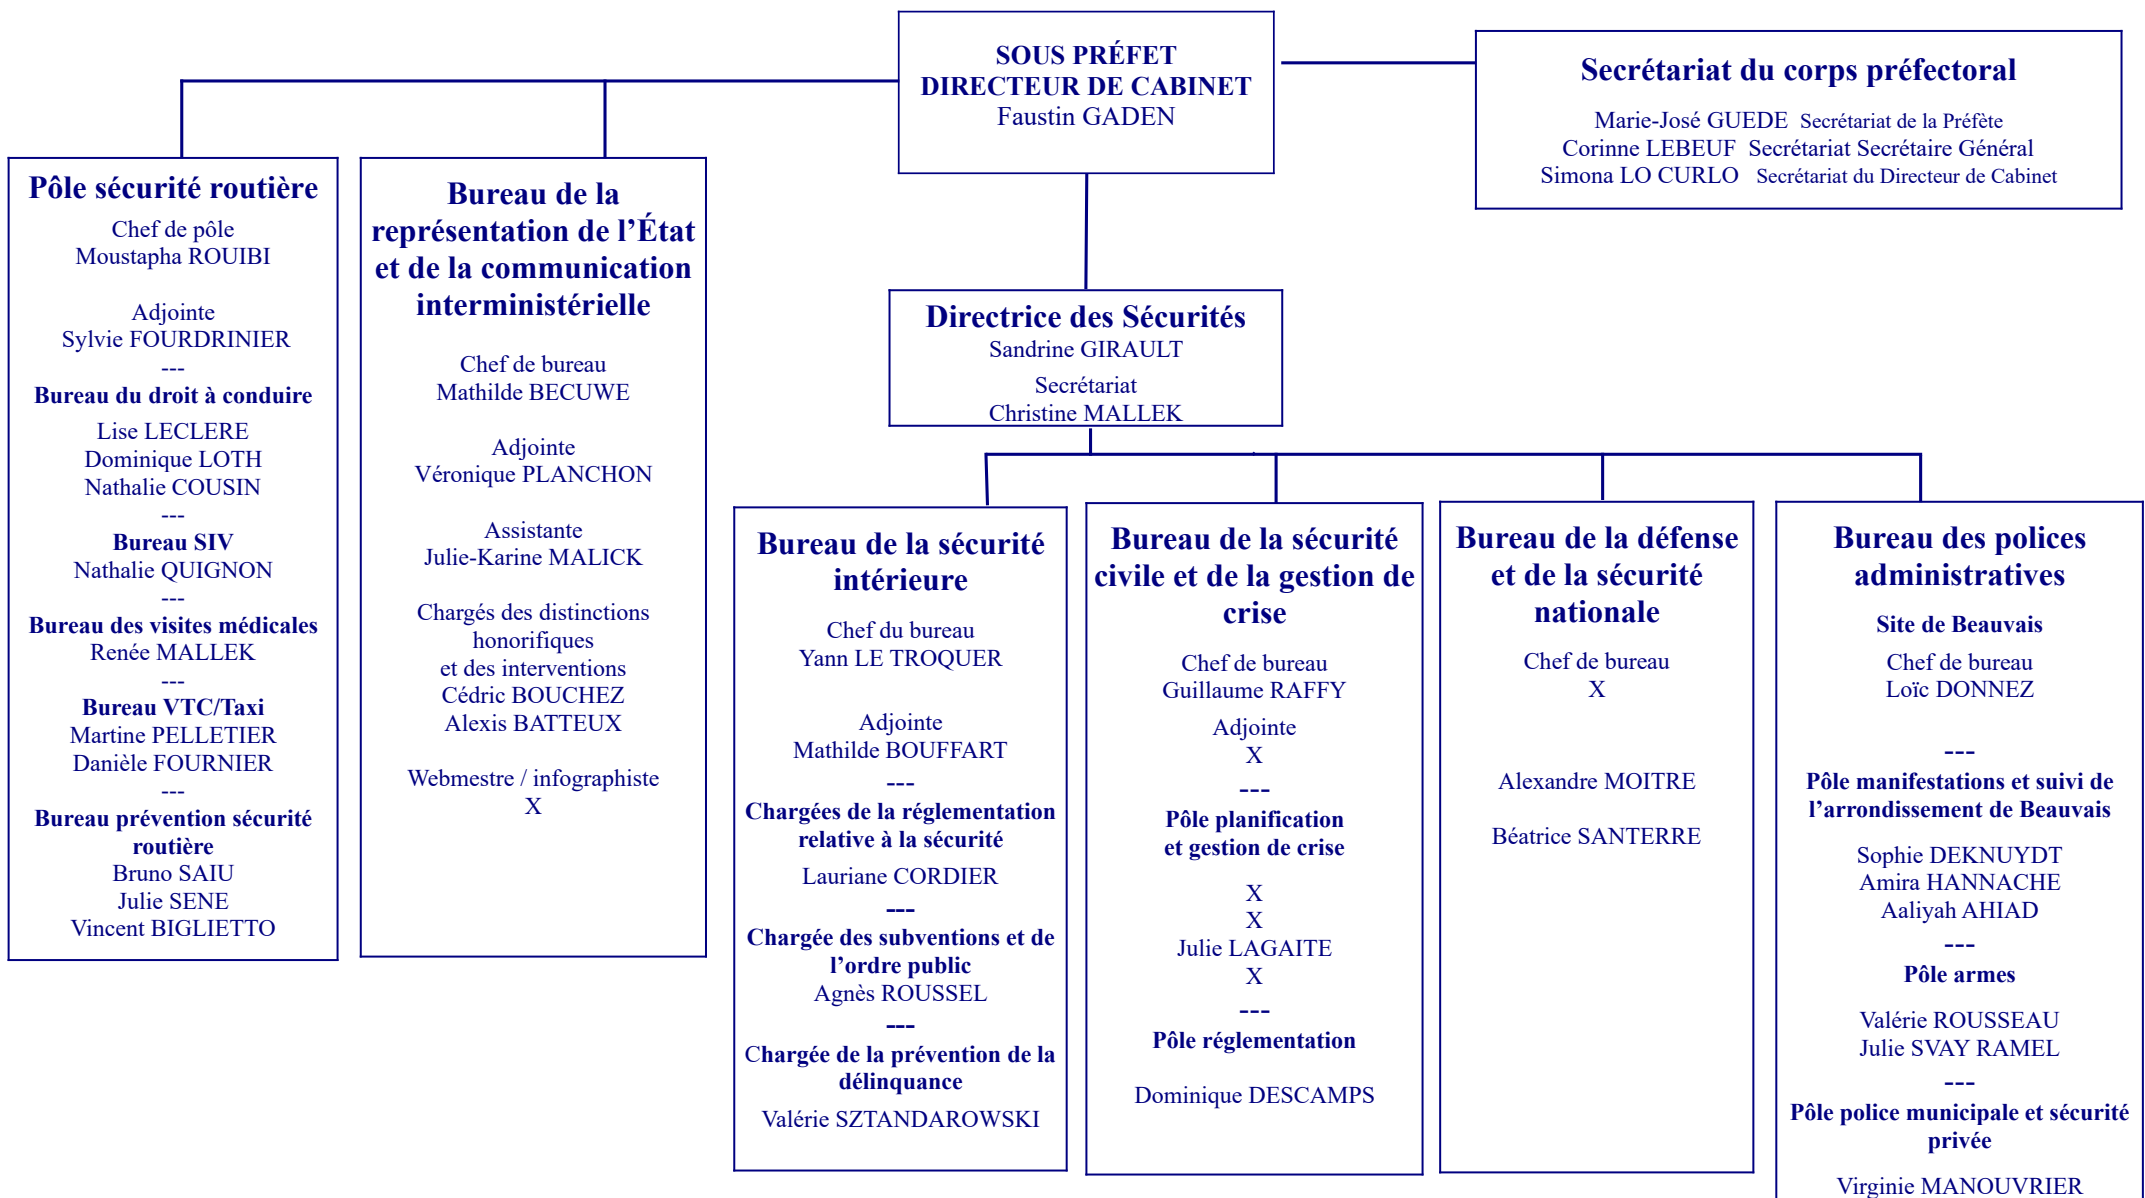 SOUS PRÉFET
DIRECTEUR DE CABINET
Faustin GADEN
Secrétariat du corps préfectoral
Marie-José GUEDE Secrétariat de la Préfète
Corinne LEBEUF Secrétariat Secrétaire Général
Simona LO CURLO Secrétariat du Directeur de Cabinet
Pôle sécurité routière
Chef de pôle
Moustapha ROUIBI
Adjointe
Sylvie FOURDRINIER
---
Bureau du droit à conduire
Lise LECLERE
Dominique LOTH
Nathalie COUSIN
---
Bureau SIV
Nathalie QUIGNON
---
Bureau des visites médicales
Renée MALLEK
---
Bureau VTC/Taxi
Martine PELLETIER
Danièle FOURNIER
---
Bureau prévention sécurité
routière
Bruno SAIU
Julie SENE
Vincent BIGLIETTO
Bureau de la
représentation de l’État
et de la communication
interministérielle
Chef de bureau
Mathilde BECUWE
Adjointe
Véronique PLANCHON
Assistante
Julie-Karine MALICK
Chargés des distinctions
honorifiques
et des interventions
Cédric BOUCHEZ
Alexis BATTEUX
Webmestre / infographiste
X
Directrice des Sécurités
Sandrine GIRAULT
Secrétariat
Christine MALLEK
Bureau de la sécurité
intérieure
Chef du bureau
Yann LE TROQUER
Adjointe
Mathilde BOUFFART
---
Chargées de la réglementation
relative à la sécurité
Lauriane CORDIER
---
Chargée des subventions et de
l’ordre public
Agnès ROUSSEL
---
Chargée de la prévention de la
délinquance
Valérie SZTANDAROWSKI
Bureau de la sécurité
civile et de la gestion de
crise
Chef de bureau
Guillaume RAFFY
Adjointe
X
---
Pôle planification
et gestion de crise
X
X
Julie LAGAITE
X
---
Pôle réglementation
Dominique DESCAMPS
Bureau de la défense
et de la sécurité
nationale
Chef de bureau
X
Alexandre MOITRE
Béatrice SANTERRE
Bureau des polices
administratives
Site de Beauvais
Chef de bureau
Loïc DONNEZ
---
Pôle manifestations et suivi de
l’arrondissement de Beauvais
Sophie DEKNUYDT
Amira HANNACHE
Aaliyah AHIAD
---
Pôle armes
Valérie ROUSSEAU
Julie SVAY RAMEL
---
Pôle police municipale et sécurité
privée
Virginie MANOUVRIER